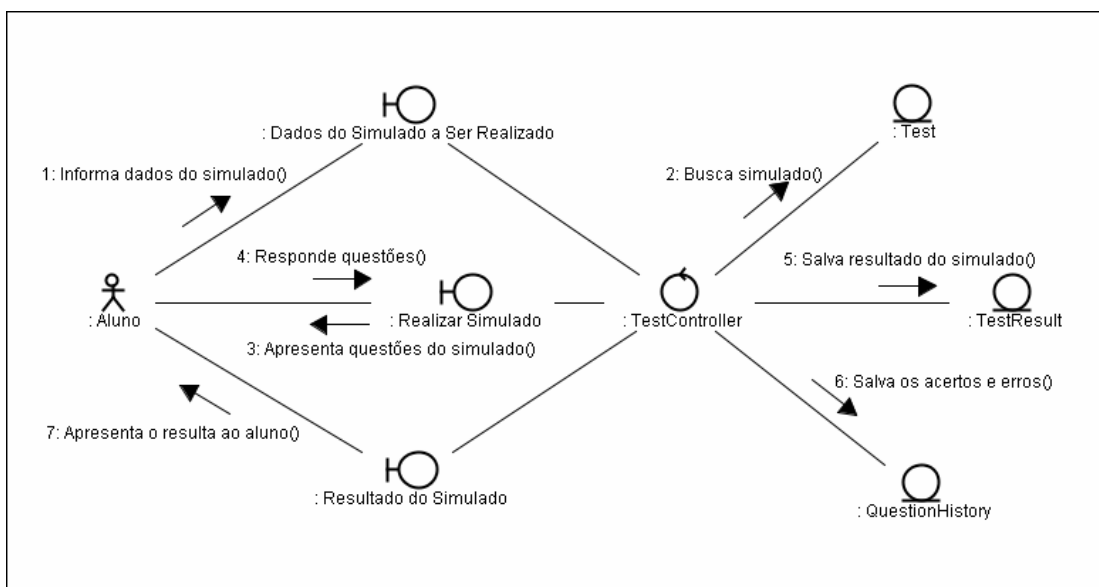 : Dados do Simulado a Ser Realizado
: Test
1: Informa dados do simulado()
2: Busca simulado()
4: Responde questões()
5: Salva resultado do simulado()
: Aluno
: Realizar Simulado
: TestController
: TestResult
3: Apresenta questões do simulado()
6: Salva os acertos e erros()
7: Apresenta o resulta ao aluno()
: Resultado do Simulado
: QuestionHistory